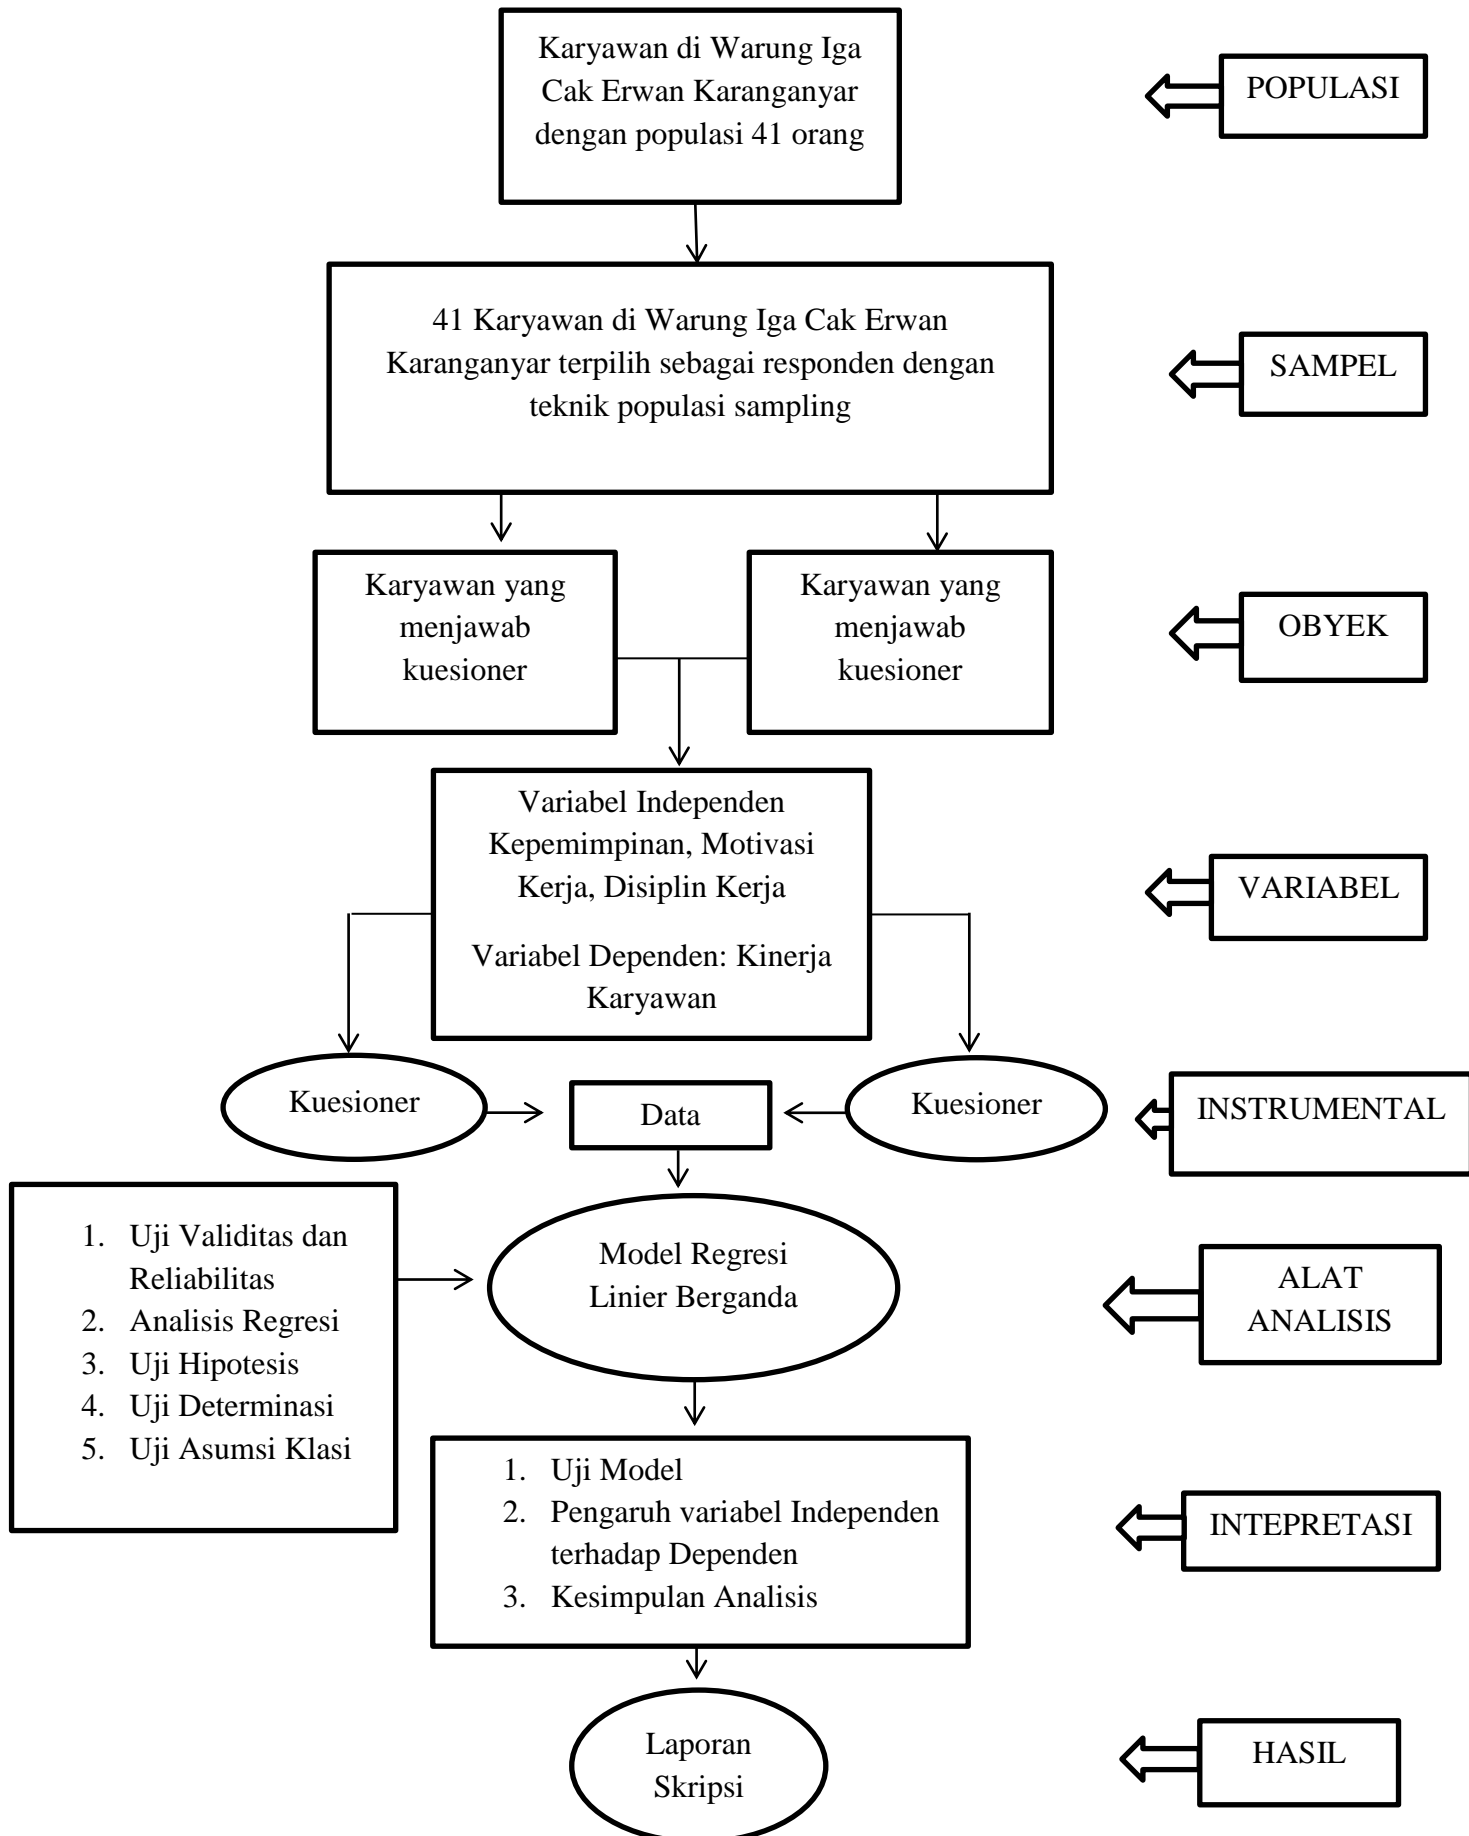 Karyawan di Warung Iga
Cak Erwan Karanganyar
dengan populasi 41 orang
POPULASI
41 Karyawan di Warung Iga Cak Erwan
Karanganyar terpilih sebagai responden dengan
teknik populasi sampling
SAMPEL
Karyawan yang
menjawab
kuesioner
Karyawan yang
menjawab
kuesioner
OBYEK
Variabel Independen
Kepemimpinan, Motivasi
Kerja, Disiplin Kerja
Variabel Dependen: Kinerja
Karyawan
VARIABEL
Kuesioner
Data
Kuesioner
INSTRUMENTAL
1. Uji Validitas dan
Reliabilitas
2. Analisis Regresi
3. Uji Hipotesis
4. Uji Determinasi
5. Uji Asumsi Klasi
Model Regresi
Linier Berganda
ALAT
ANALISIS
1. Uji Model
2. Pengaruh variabel Independen
terhadap Dependen
3. Kesimpulan Analisis
INTEPRETASI
Laporan
Skripsi
HASIL